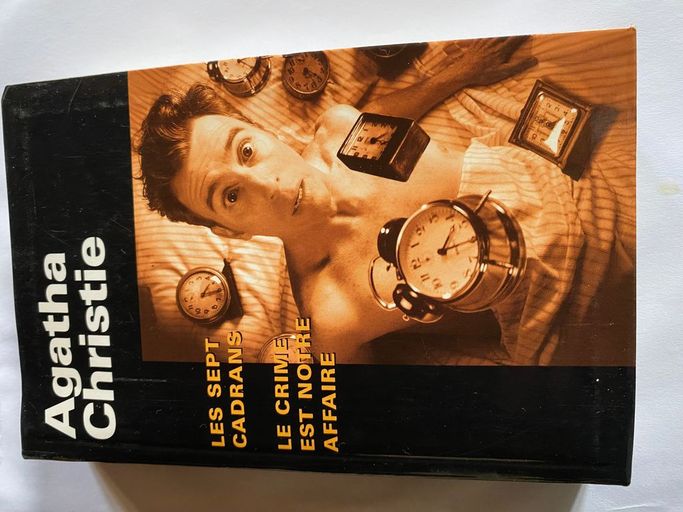 Agatha
Christie
LES SEPT
CADRANS
LE CRIME
EST NOTRE
AFFAIRE